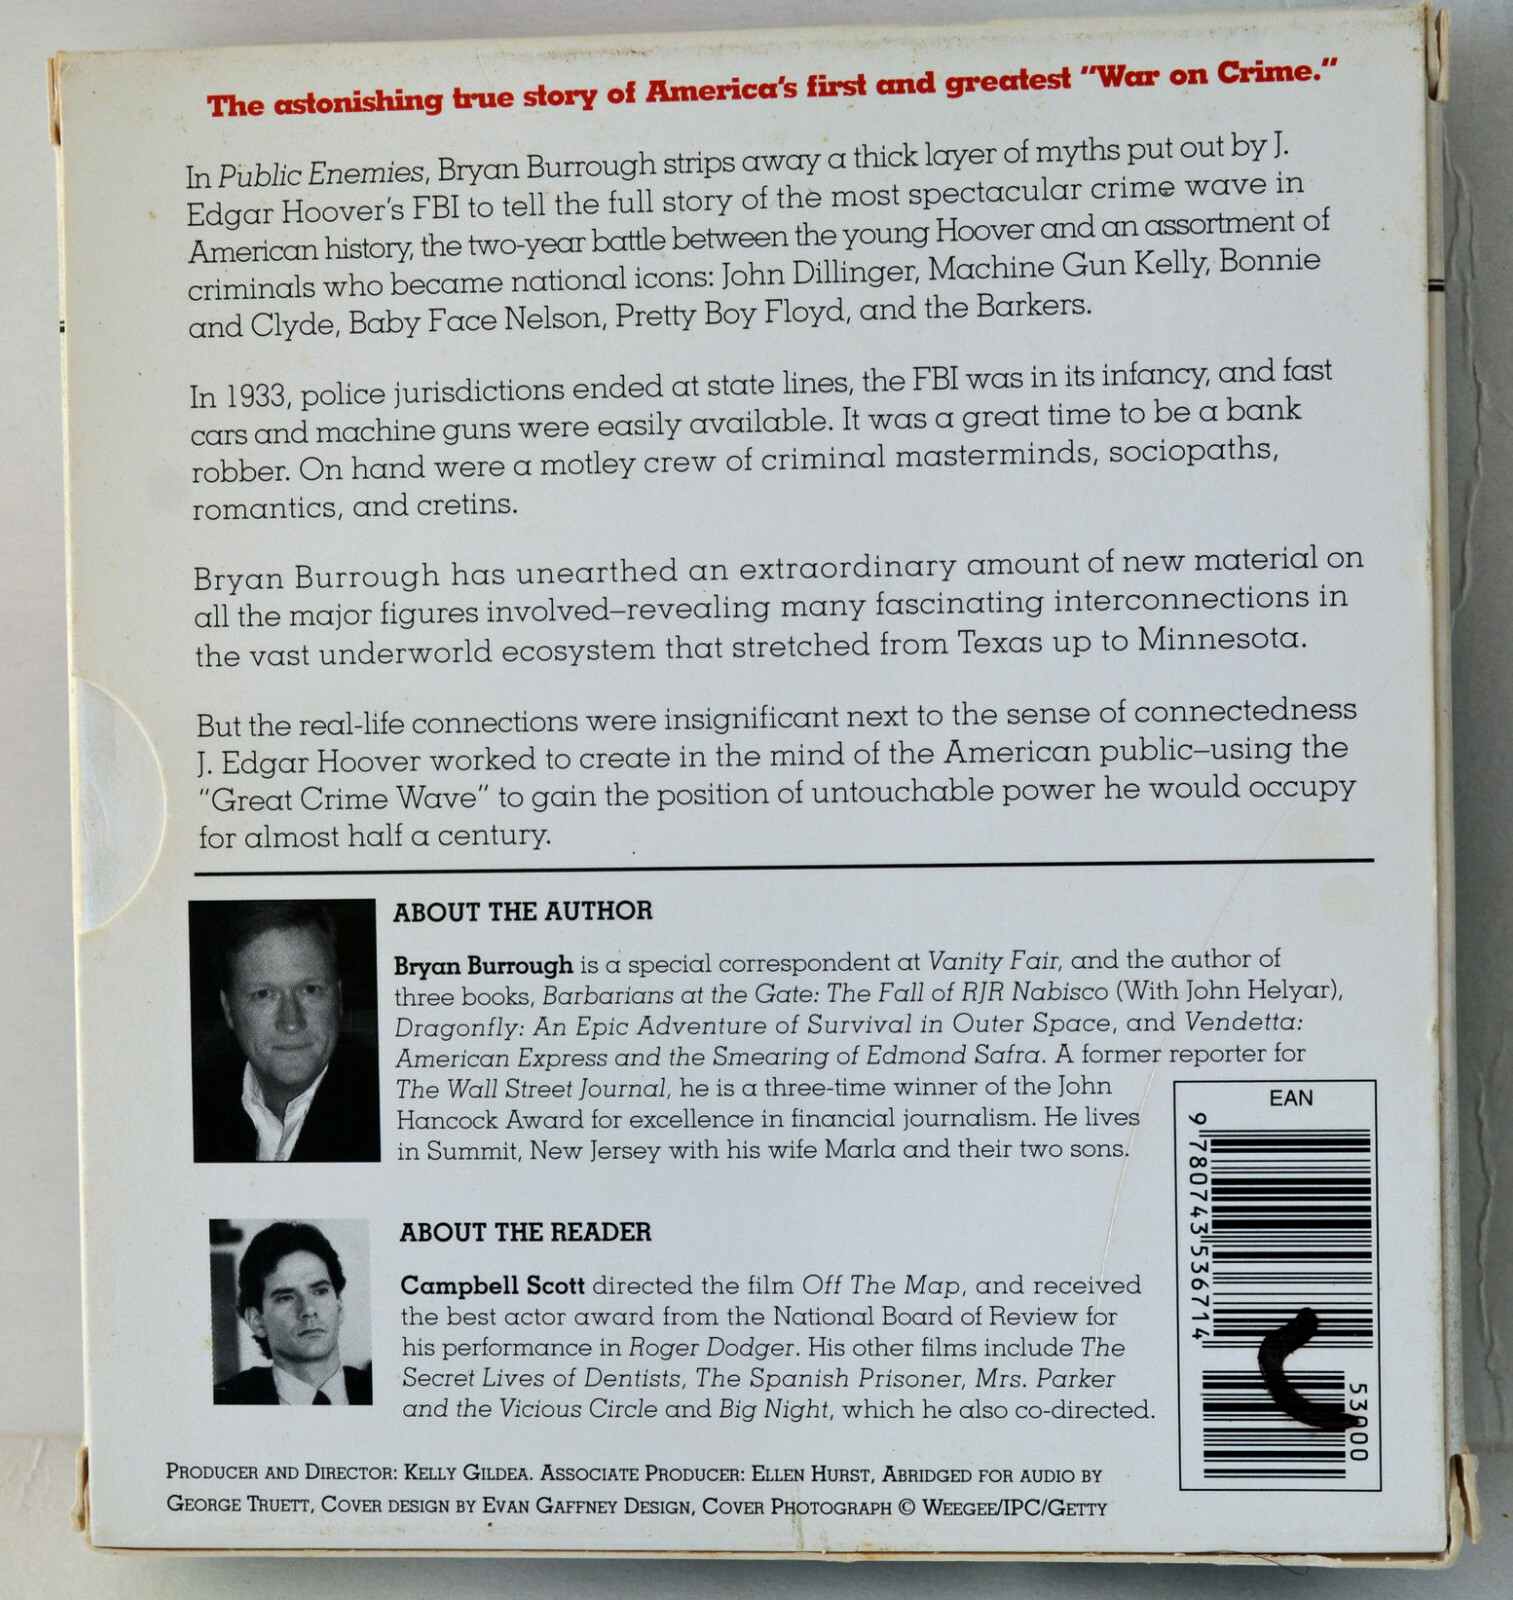 The astonishing true story of America's first and greatest "War on Crime."
In Public Enemies, Bryan Burrough strips away a thick layer of myths put out by J.
Edgar Hoover's FBI to tell the full story of the most spectacular crime wave in
American history, the two-year battle between the young Hoover and an assortment of
criminals who became national icons: John Dillinger, Machine Gun Kelly, Bonnie
and Clyde, Baby Face Nelson, Pretty Boy Floyd, and the Barkers.
In 1933, police jurisdictions ended at state lines, the FBI was in its infancy, and fast
cars and machine guns were easily available. It was a great time to be a bank
robber. On hand were a motley crew of criminal masterminds, sociopaths,
romantics, and cretins.
Bryan Burrough has unearthed an extraordinary amount of new material on
all the major figures involved–revealing many fascinating interconnections in
the vast underworld ecosystem that stretched from Texas up to Minnesota.
But the real-life connections were insignificant next to the sense of connectedness
J. Edgar Hoover worked to create in the mind of the American public–using the
"Great Crime Wave" to gain the position of untouchable power he would occupy
for almost half a century.
ABOUT THE AUTHOR
Bryan Burrough is a special correspondent at Vanity Fair, and the author of
three books, Barbarians at the Gate: The Fall of RJR Nabisco (With John Helyar),
Dragonfly: An Epic Adventure of Survival in Outer Space, and Vendetta:
American Express and the Smearing of Edmond Safra. A former reporter for
The Wall Street Journal, he is a three-time winner of the John
Hancock Award for excellence in financial journalism. He lives
in Summit, New Jersey with his wife Marla and their two sons.
EAN
9 780743 536714
53000
ABOUT THE READER
Campbell Scott directed the film Off The Map, and received
the best actor award from the National Board of Review for
his performance in Roger Dodger. His other films include The
Secret Lives of Dentists, The Spanish Prisoner, Mrs. Parker
and the Vicious Circle and Big Night, which he also co-directed.
PRODUCER AND DIRECTOR: KELLY GILDEA. ASSOCIATE PRODUCER: ELLEN HURST, ABRIDGED FOR AUDIO BY
GEORGE TRUETT, COVER DESIGN BY EVAN GAFFNEY DESIGN, COVER PHOTOGRAPH © WEEGEE/IPC/GETTY